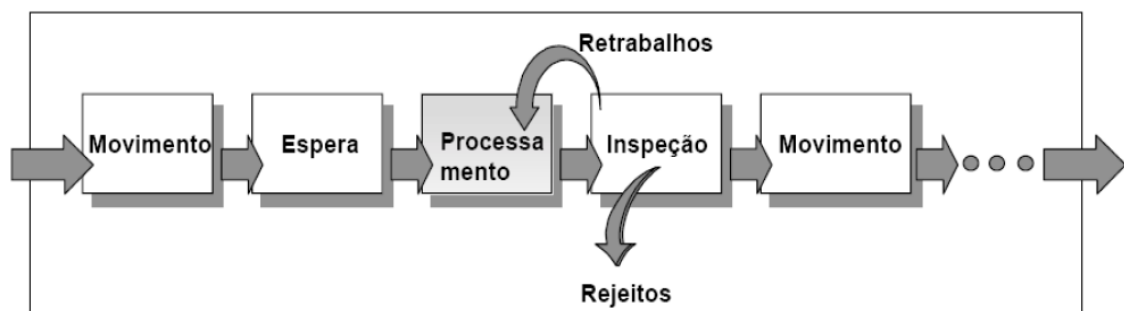 Retrabalhos
Movimento
Espera
Processa
mento
Inspeção
Movimento
Rejeitos